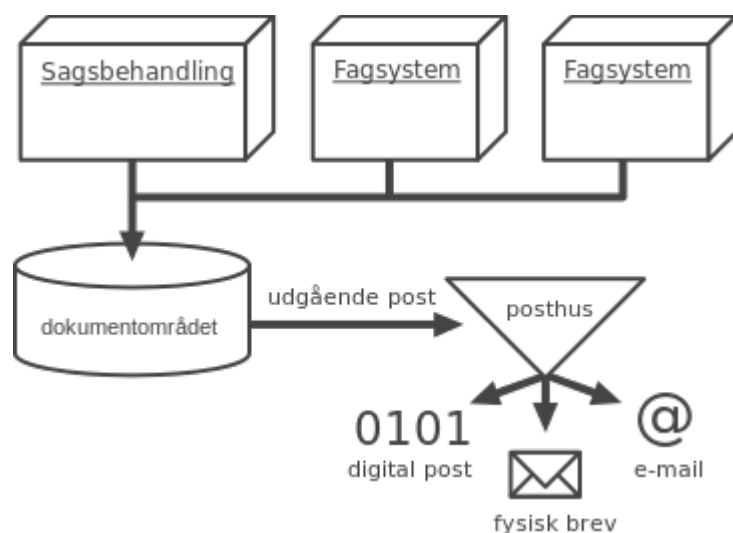 Sagsbehandling
Fagsystem
Fagsystem
dokumentområdet
udgående post
posthus
0101
digital post
@
e-mail
fysisk brev